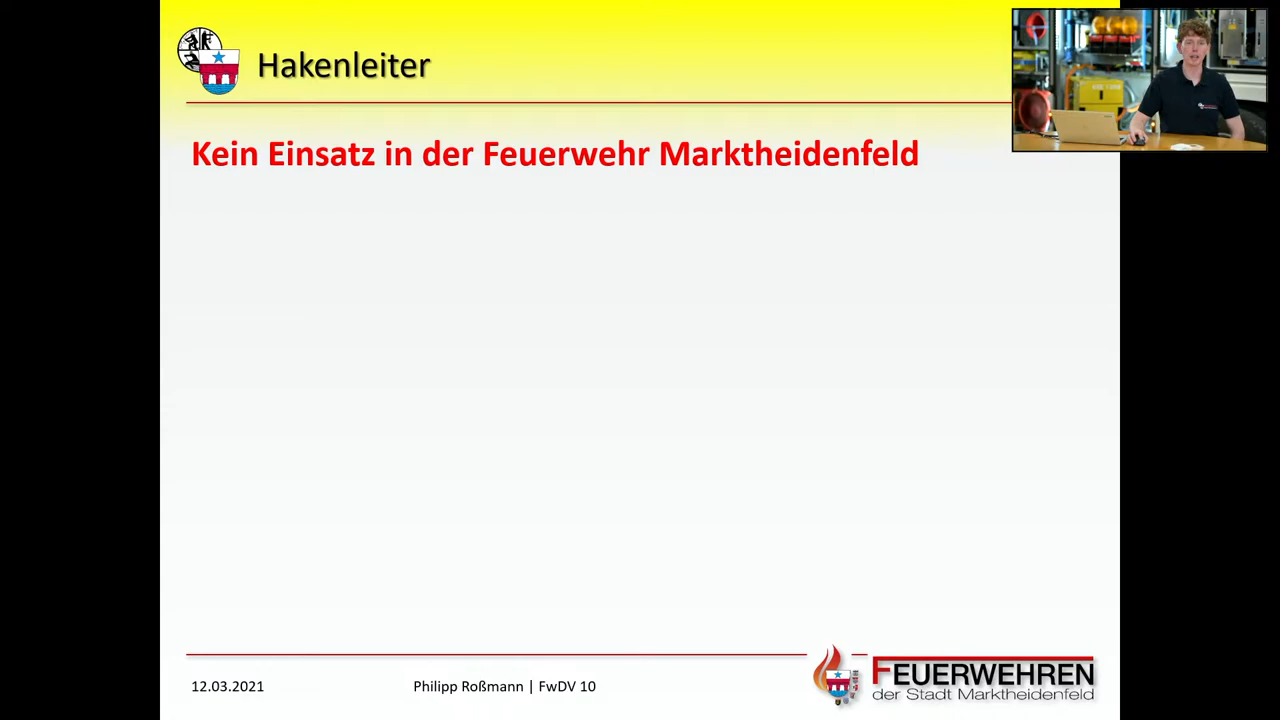 Hakenleiter
Kein Einsatz in der Feuerwehr Marktheidenfeld
12.03.2021
Philipp Roßmann | FwDV 10
FEUERWEHREN
der Stadt Marktheidenfeld